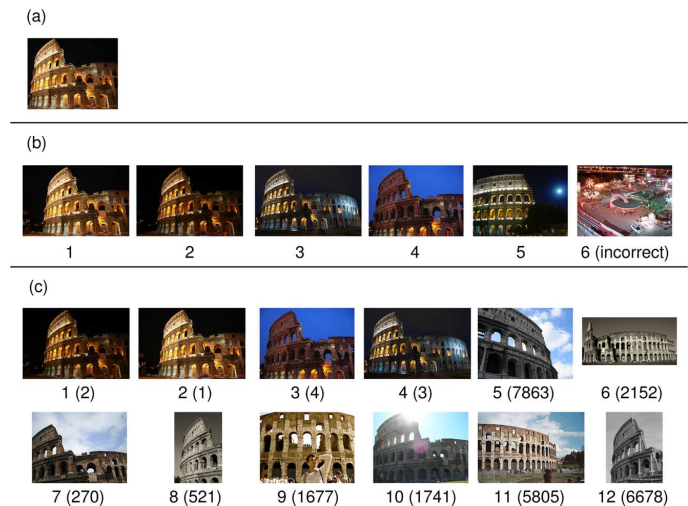 (a)
(b)
1 2 3 4 5 6 (incorrect)
(c)
1 (2) 2 (1) 3 (4) 4 (3) 5 (7863) 6 (2152)
7 (270) 8 (521) 9 (1677) 10 (1741) 11 (5805) 12 (6678)